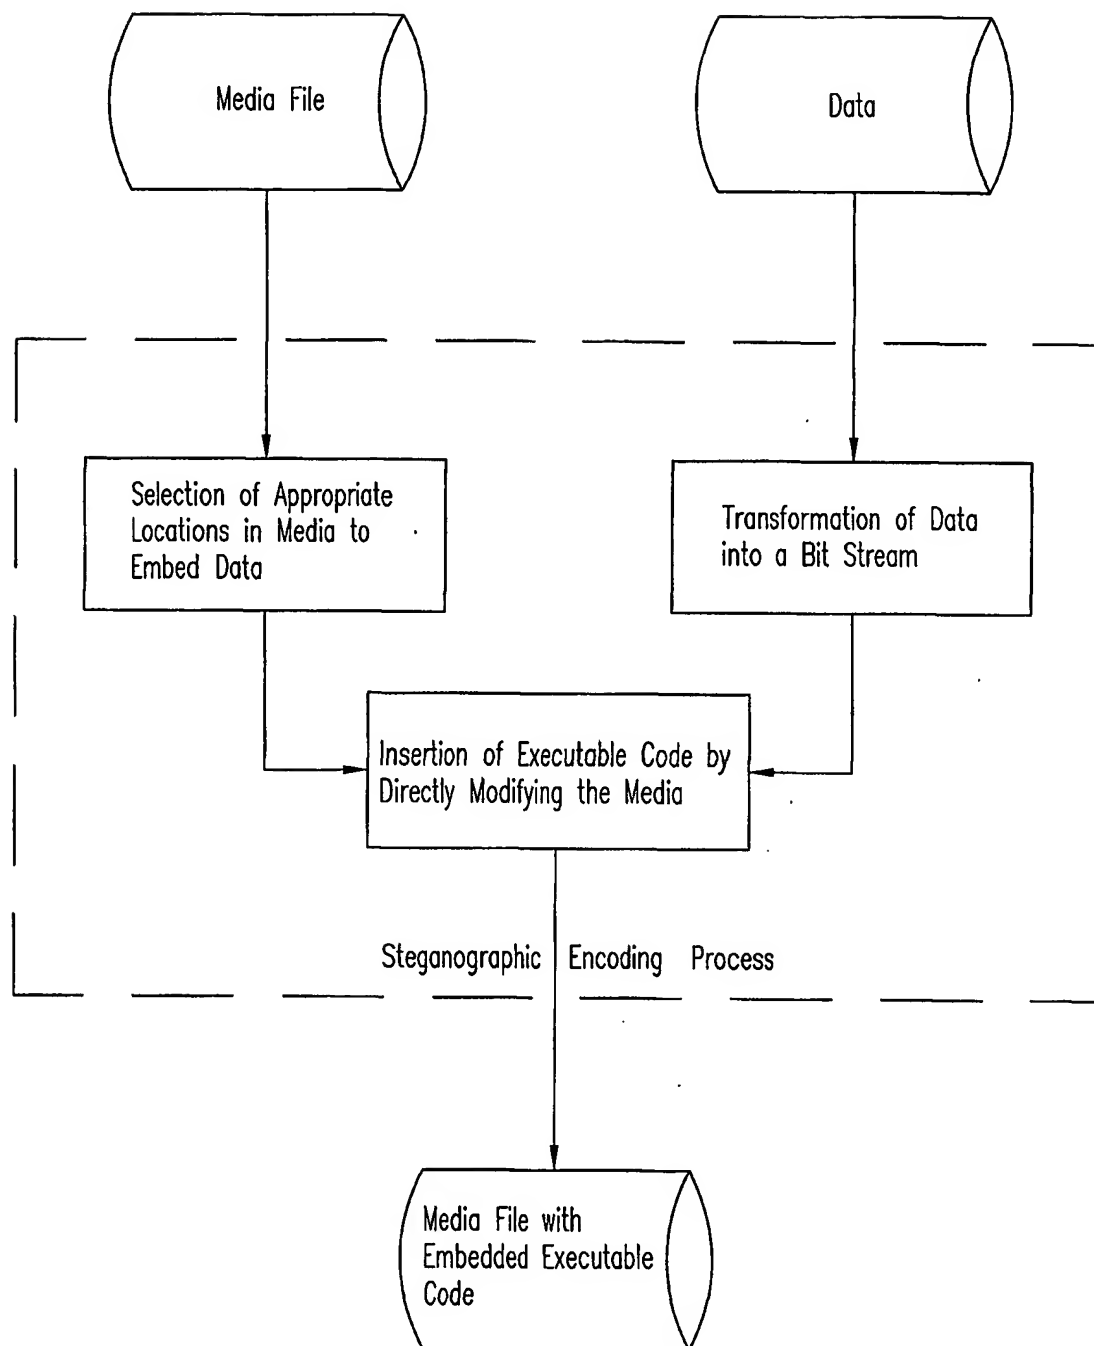 Media File
Data
Selection of Appropriate
Locations in Media to
Embed Data
Transformation of Data
into a Bit Stream
Insertion of Executable Code by
Directly Modifying the Media
Steganographic Encoding Process
Media File with
Embedded Executable
Code